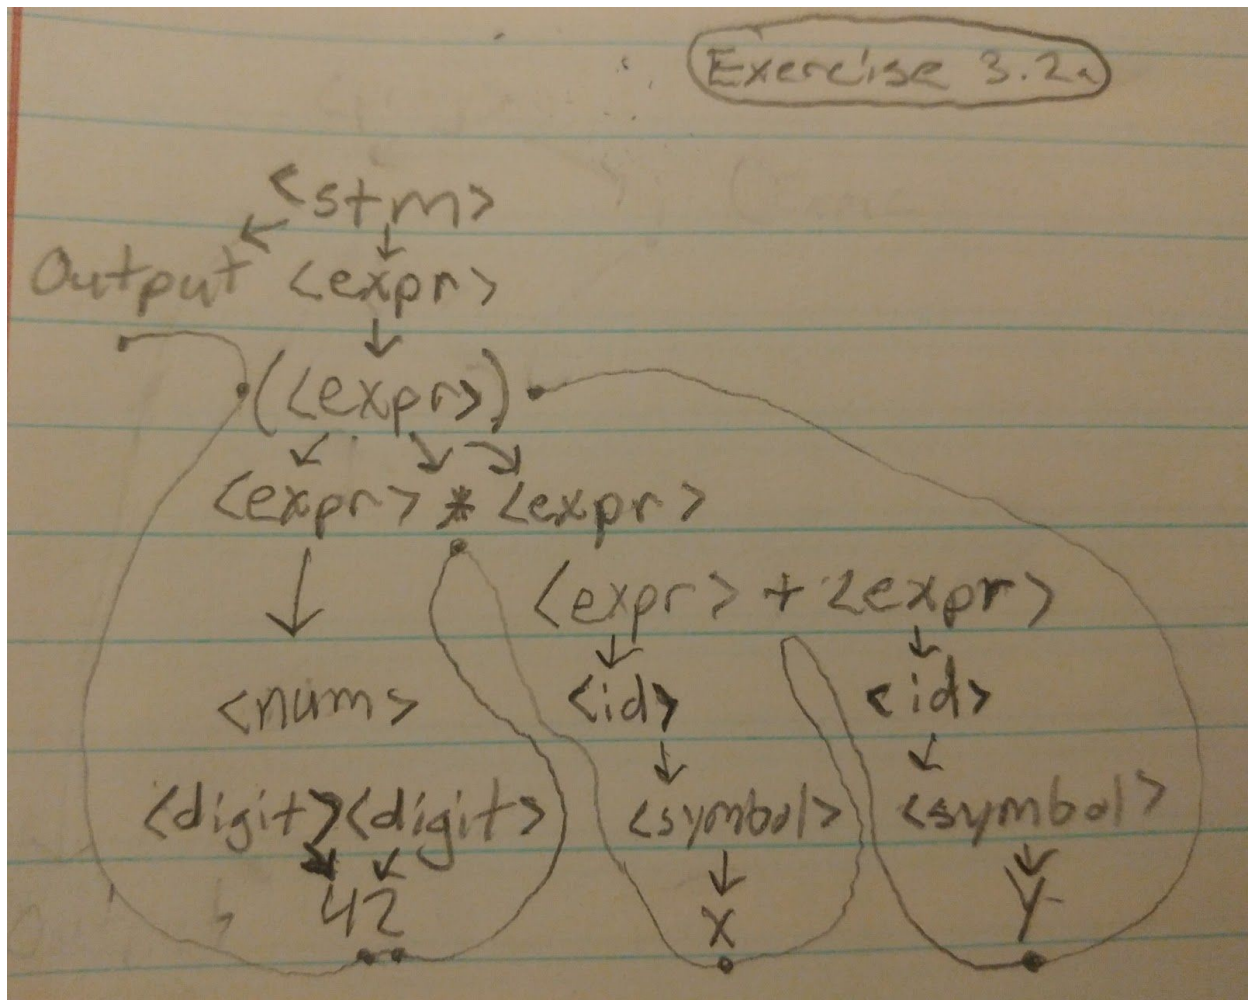 Exercise 3.2a
<stm>
Output <expr>
(<expr>)
<expr> * <expr>
<expr> + <expr>
<num> <id> <id>
<digit><digit> <symbol> <symbol>
42 x y